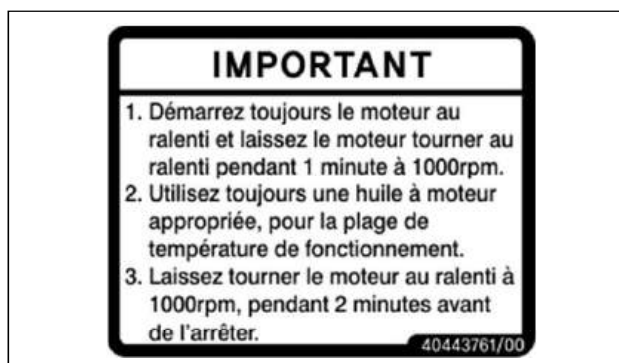 IMPORTANT
1. Démarrez toujours le moteur au
ralenti et laissez le moteur tourner au
ralenti pendant 1 minute à 1000rpm.
2. Utilisez toujours une huile à moteur
appropriée, pour la plage de
température de fonctionnement.
3. Laissez tourner le moteur au ralenti à
1000rpm, pendant 2 minutes avant
de l'arrêter.
40443761/00